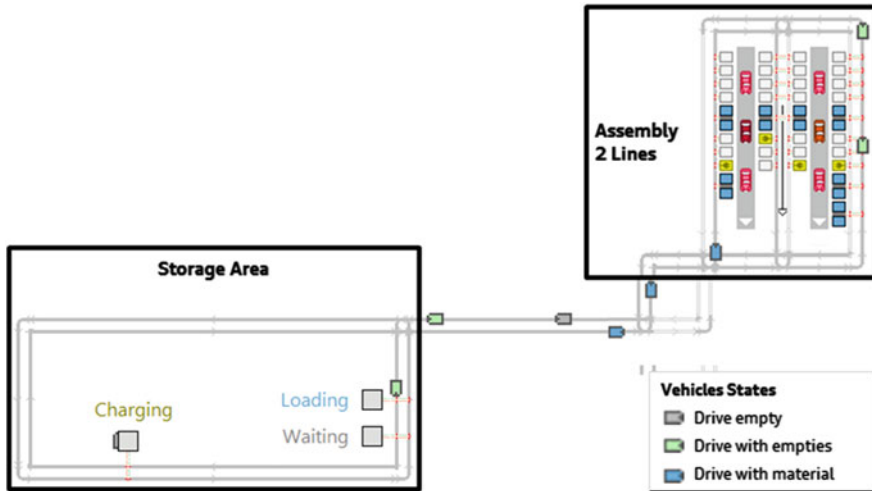 Assembly
2 Lines
Storage Area
Charging
Loading
Waiting
Vehicles States
Drive empty
Drive with empties
Drive with material